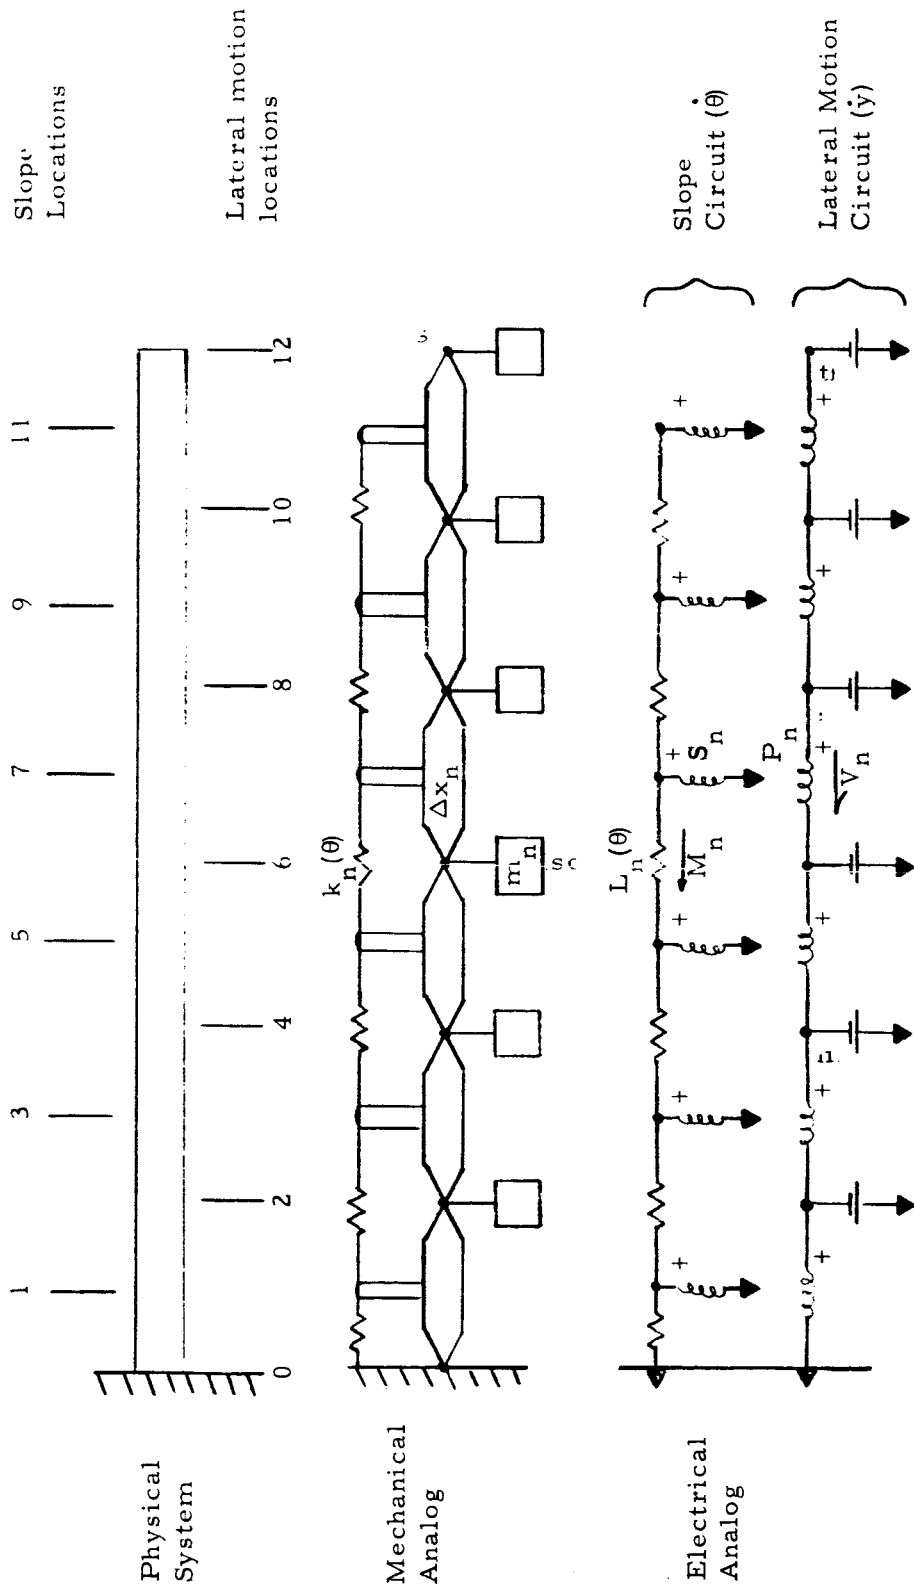 Slope
Locations
1
3
5
7
9
11
Physical
System
Lateral motion
locations
0
2
4
6
8
10
12
Mechanical
Analog
k_n(θ)
Δx_n
m_n
Electrical
Analog
L_n(θ)
M_n
+
+
+
+ S_n
+
+
Slope
Circuit (θ̇)
P_n
V_n
+
+
+
+
+
+
Lateral Motion
Circuit (ẏ)